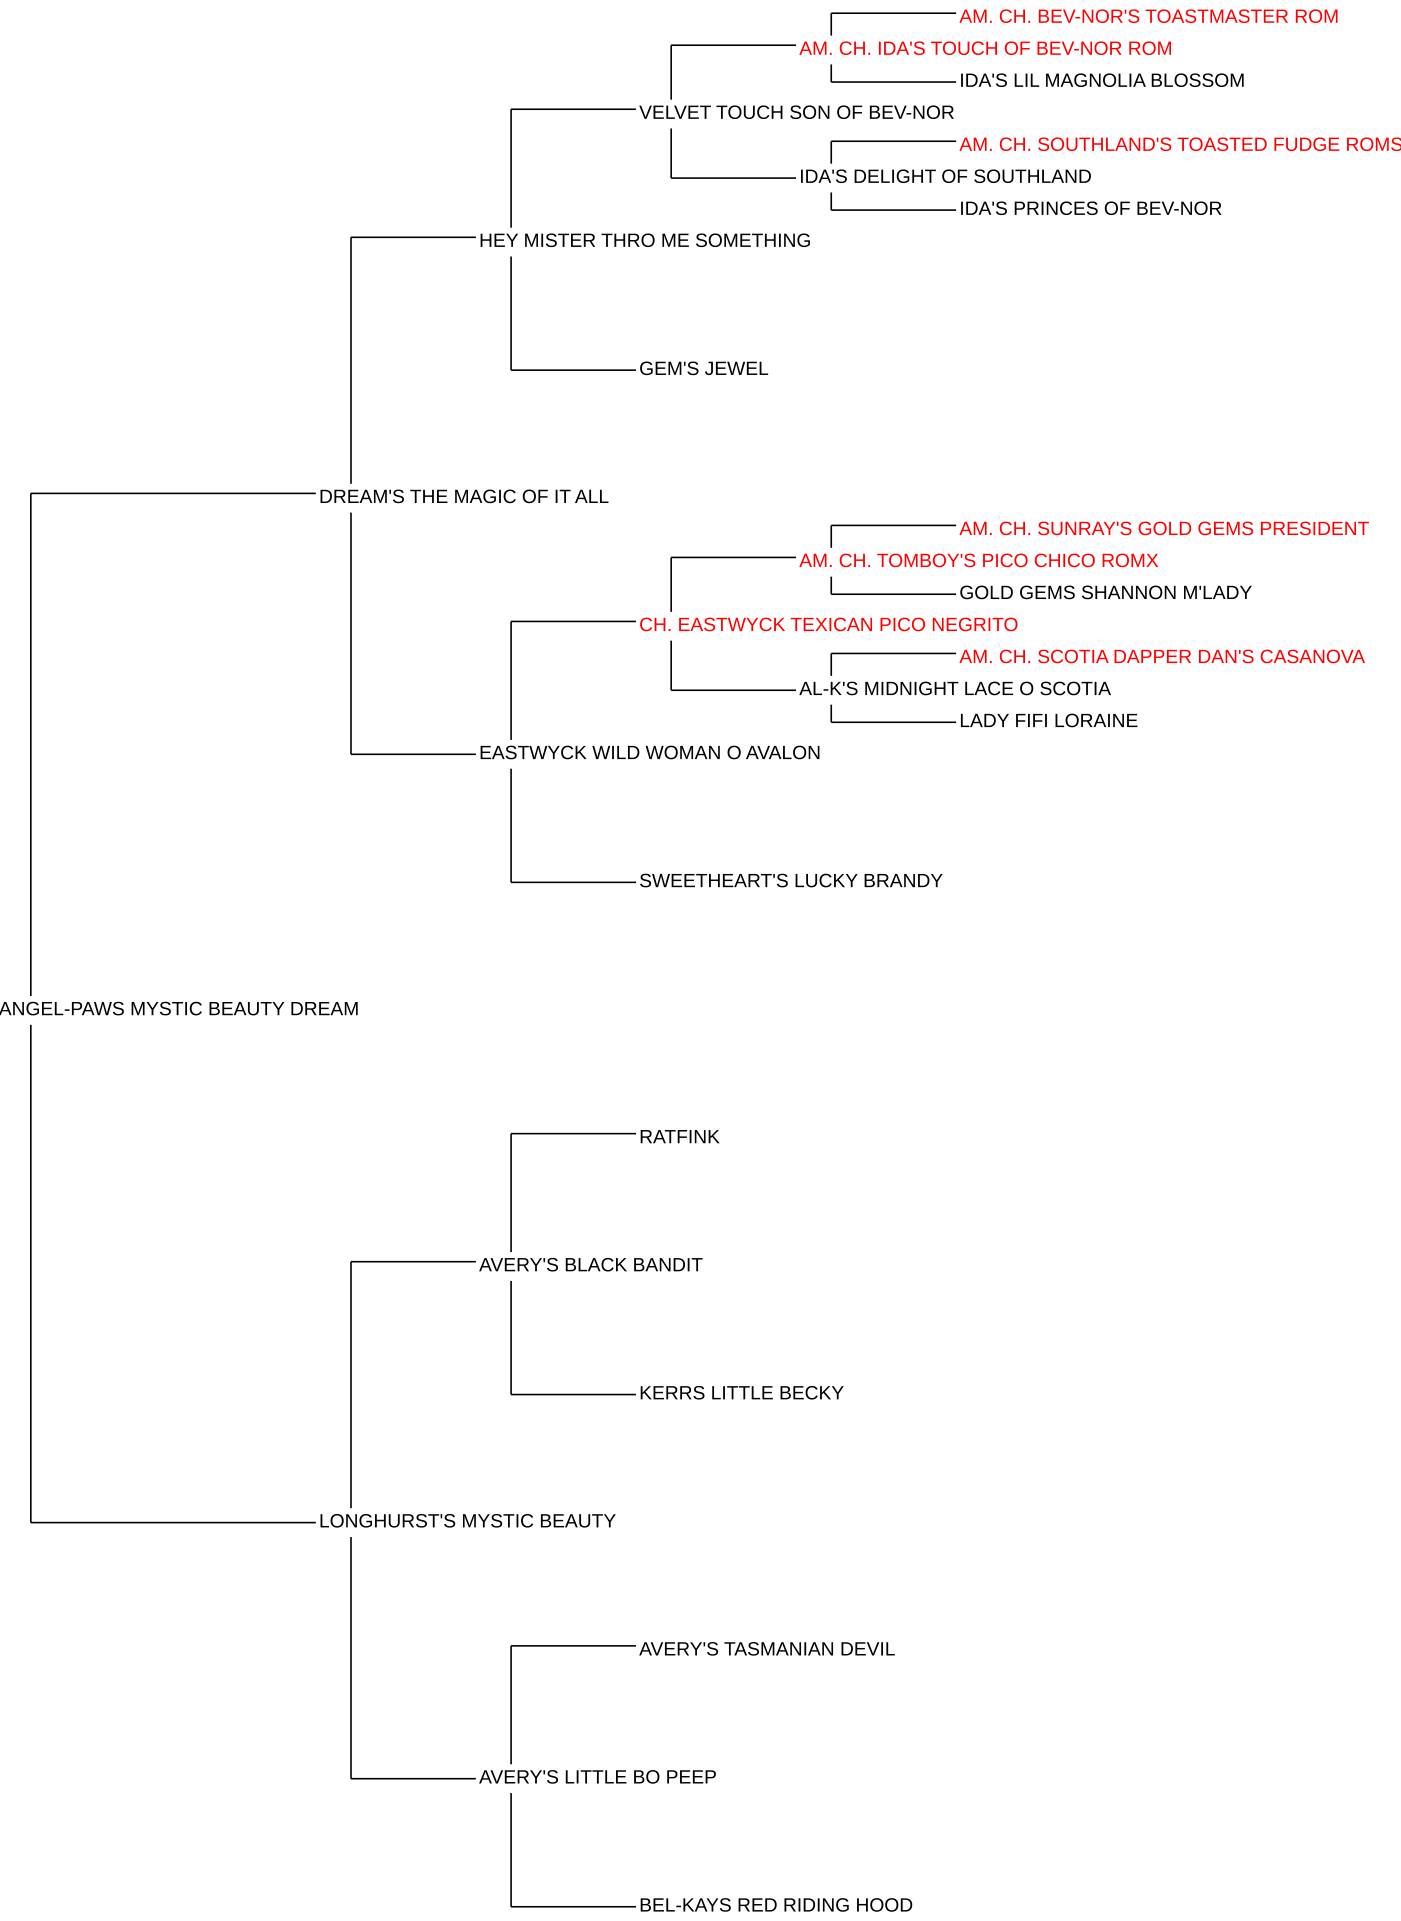 AM. CH. BEV-NOR'S TOASTMASTER ROM
AM. CH. IDA'S TOUCH OF BEV-NOR ROM
IDA'S LIL MAGNOLIA BLOSSOM
VELVET TOUCH SON OF BEV-NOR
AM. CH. SOUTHLAND'S TOASTED FUDGE ROMS
IDA'S DELIGHT OF SOUTHLAND
IDA'S PRINCES OF BEV-NOR
HEY MISTER THRO ME SOMETHING
GEM'S JEWEL
DREAM'S THE MAGIC OF IT ALL
AM. CH. SUNRAY'S GOLD GEMS PRESIDENT
AM. CH. TOMBOY'S PICO CHICO ROMX
GOLD GEMS SHANNON M'LADY
CH. EASTWYCK TEXICAN PICO NEGRITO
AM. CH. SCOTIA DAPPER DAN'S CASANOVA
AL-K'S MIDNIGHT LACE O SCOTIA
LADY FIFI LORAINE
EASTWYCK WILD WOMAN O AVALON
SWEETHEART'S LUCKY BRANDY
ANGEL-PAWS MYSTIC BEAUTY DREAM
RATFINK
AVERY'S BLACK BANDIT
KERRS LITTLE BECKY
LONGHURST'S MYSTIC BEAUTY
AVERY'S TASMANIAN DEVIL
AVERY'S LITTLE BO PEEP
BEL-KAYS RED RIDING HOOD